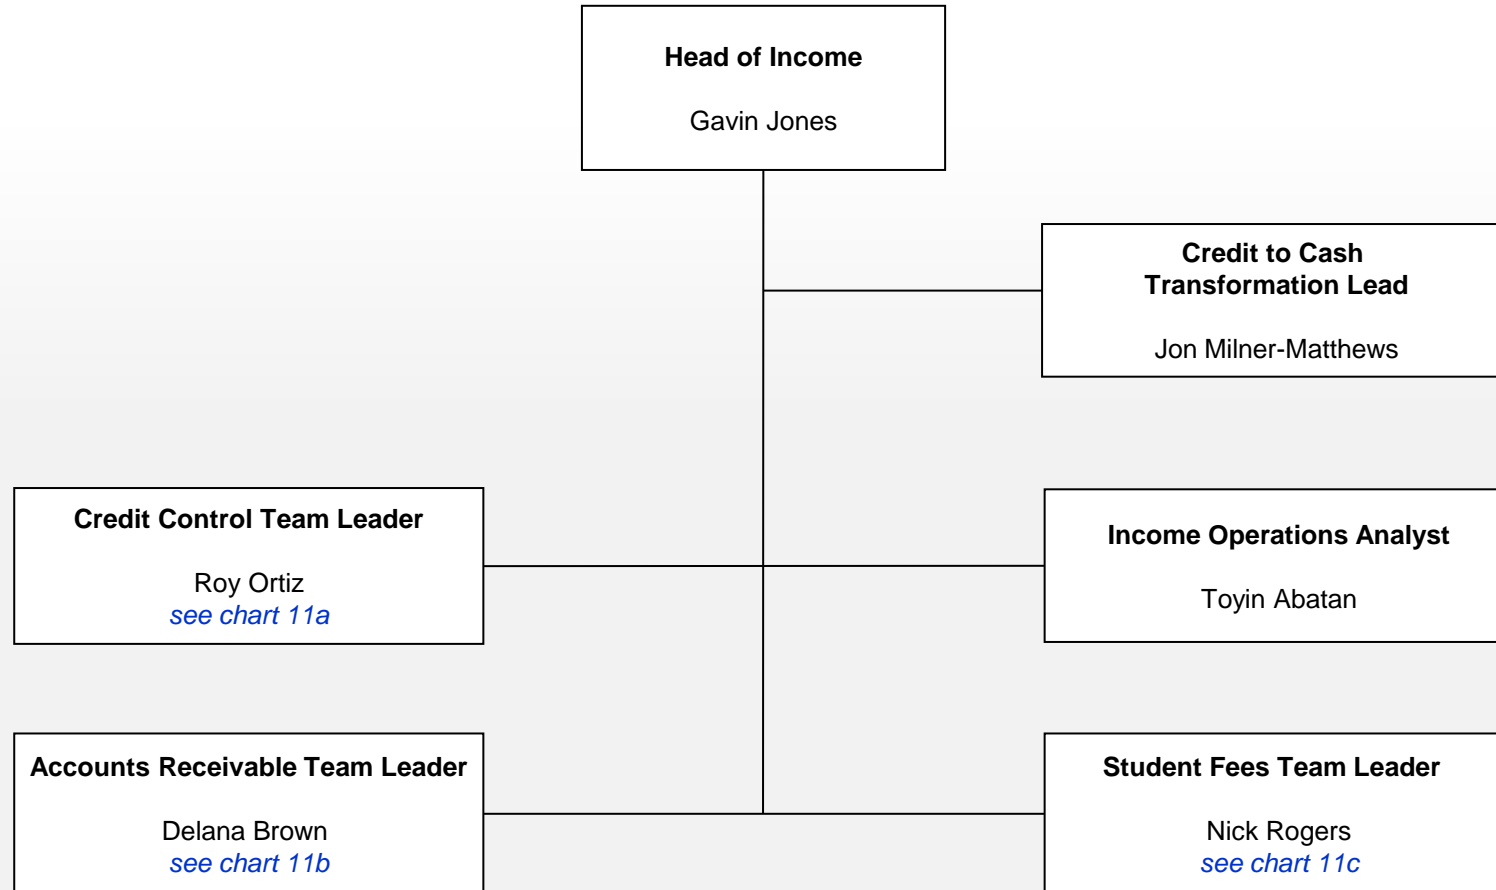 Head of Income
Gavin Jones
Credit to Cash
Transformation Lead
Jon Milner-Matthews
Credit Control Team Leader
Roy Ortiz
see chart 11a
Income Operations Analyst
Toyin Abatan
Accounts Receivable Team Leader
Delana Brown
see chart 11b
Student Fees Team Leader
Nick Rogers
see chart 11c